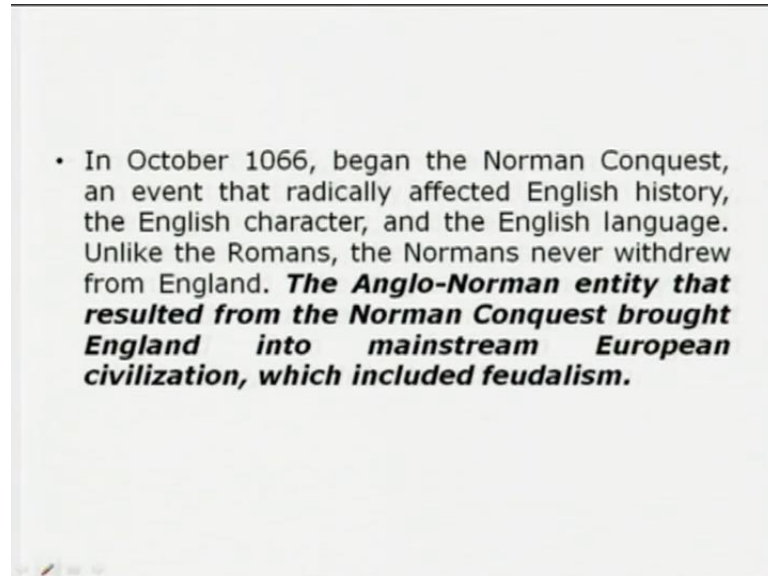 • In October 1066, began the Norman Conquest,
an event that radically affected English history,
the English character, and the English language.
Unlike the Romans, the Normans never withdrew
from England. The Anglo-Norman entity that
resulted from the Norman Conquest brought
England into mainstream European
civilization, which included feudalism.